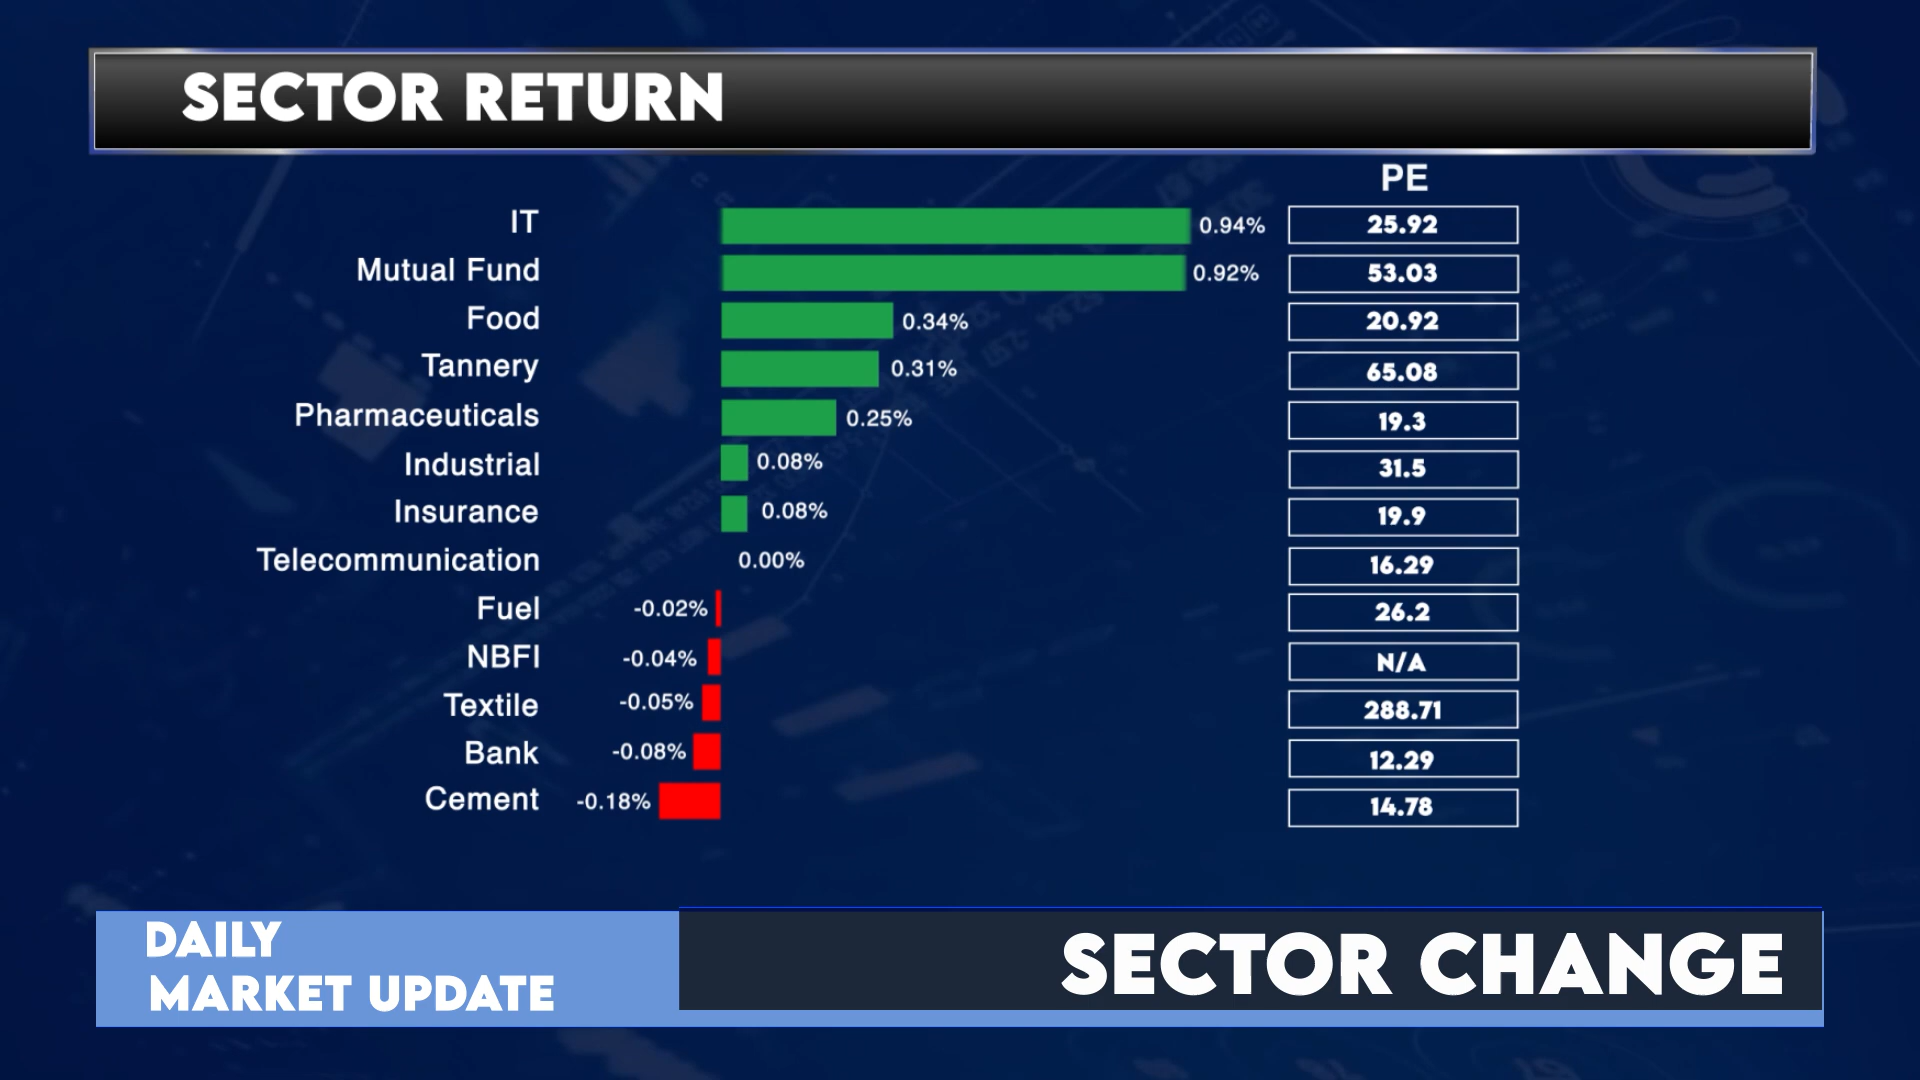 SECTOR RETURN
PE
IT 0.94% 25.92
Mutual Fund 0.92% 53.03
Food 0.34% 20.92
Tannery 0.31% 65.08
Pharmaceuticals 0.25% 19.3
Industrial 0.08% 31.5
Insurance 0.08% 19.9
Telecommunication 0.00% 16.29
Fuel -0.02% 26.2
NBFI -0.04% N/A
Textile -0.05% 288.71
Bank -0.08% 12.29
Cement -0.18% 14.78
DAILY
MARKET UPDATE
SECTOR CHANGE